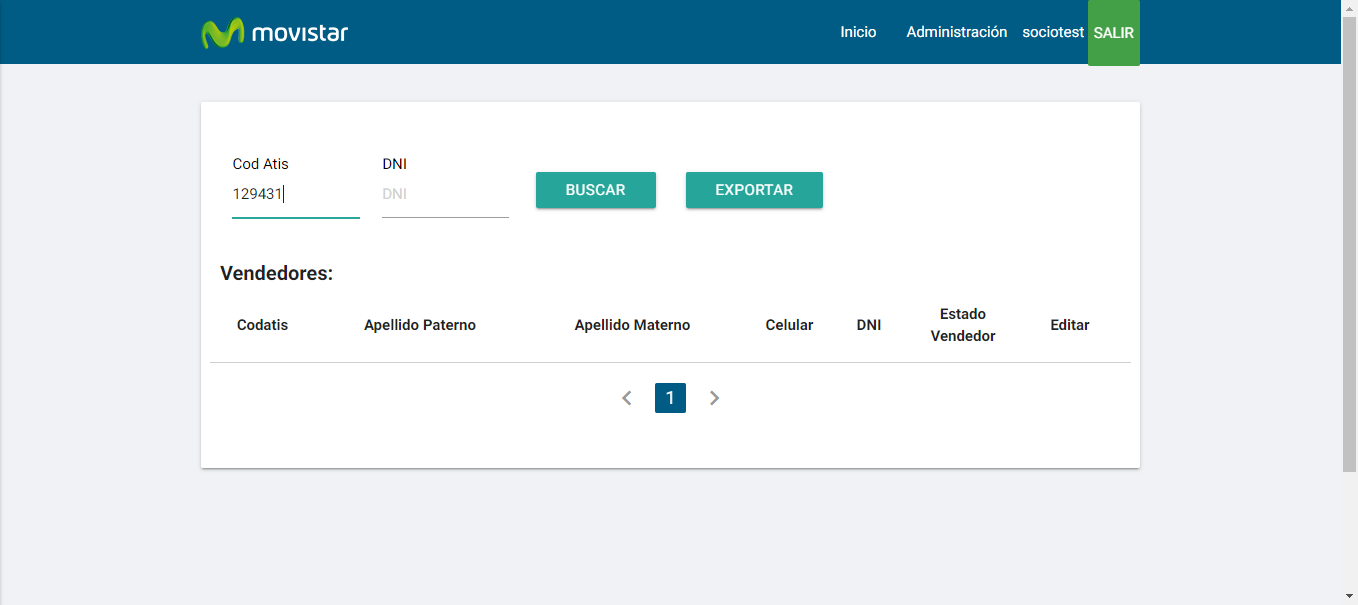 movistar
Inicio Administración sociotest SALIR
Cod Atis DNI
129431 DNI
BUSCAR EXPORTAR
Vendedores:
Codatis Apellido Paterno Apellido Materno Celular DNI Estado Vendedor Editar
1